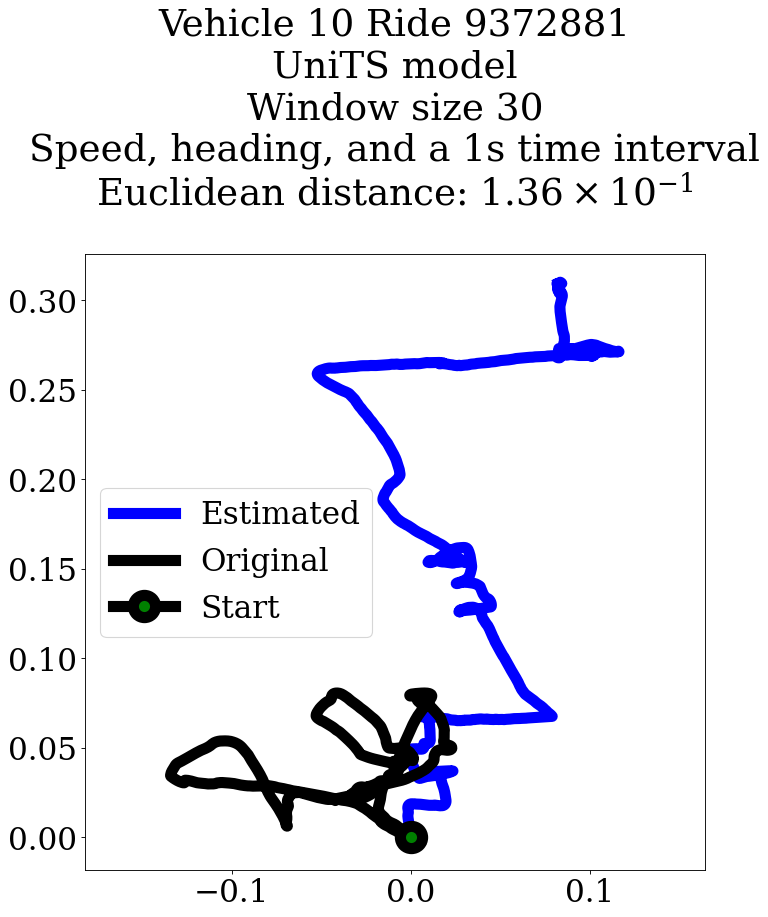 Vehicle 10 Ride 9372881
UniTS model
Window size 30
Speed, heading, and a 1s time interval
Euclidean distance: 1.36 × 10⁻¹
0.30
0.25
0.20
0.15
0.10
0.05
0.00
Estimated
Original
Start
−0.1
0.0
0.1